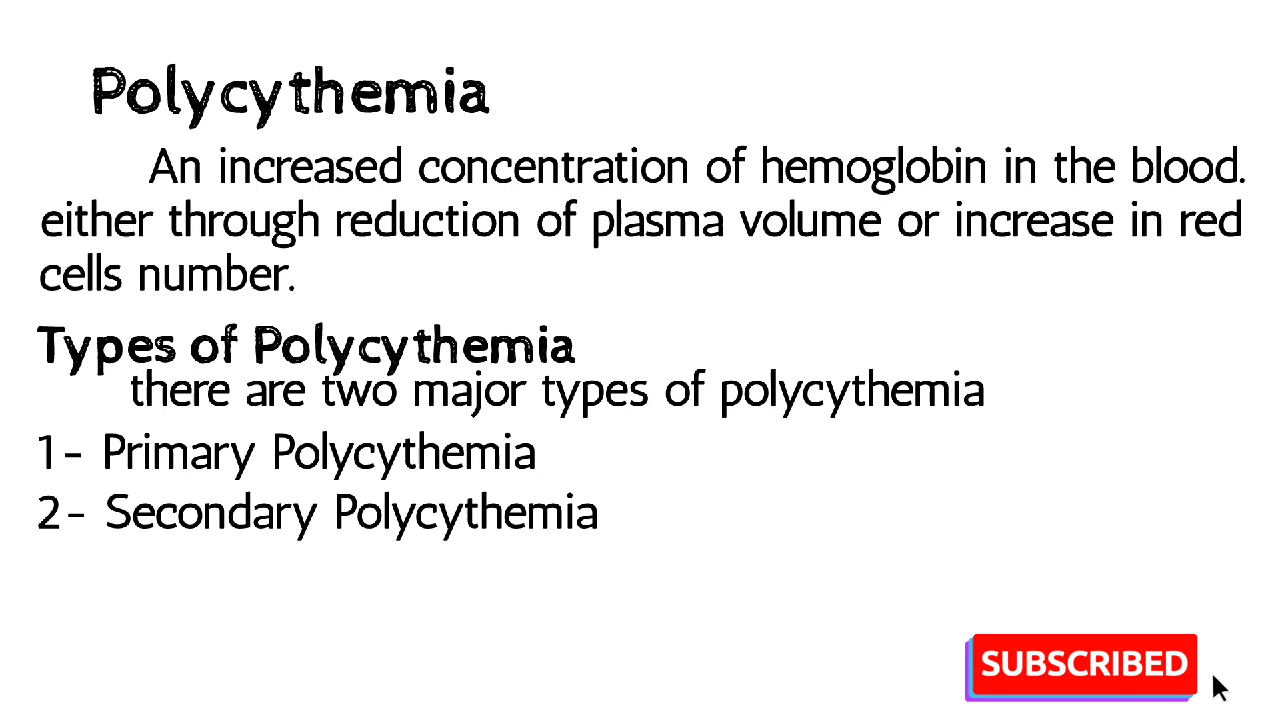 Polycythemia
An increased concentration of hemoglobin in the blood.
either through reduction of plasma volume or increase in red
cells number.
Types of Polycythemia
there are two major types of polycythemia
1- Primary Polycythemia
2- Secondary Polycythemia
SUBSCRIBED